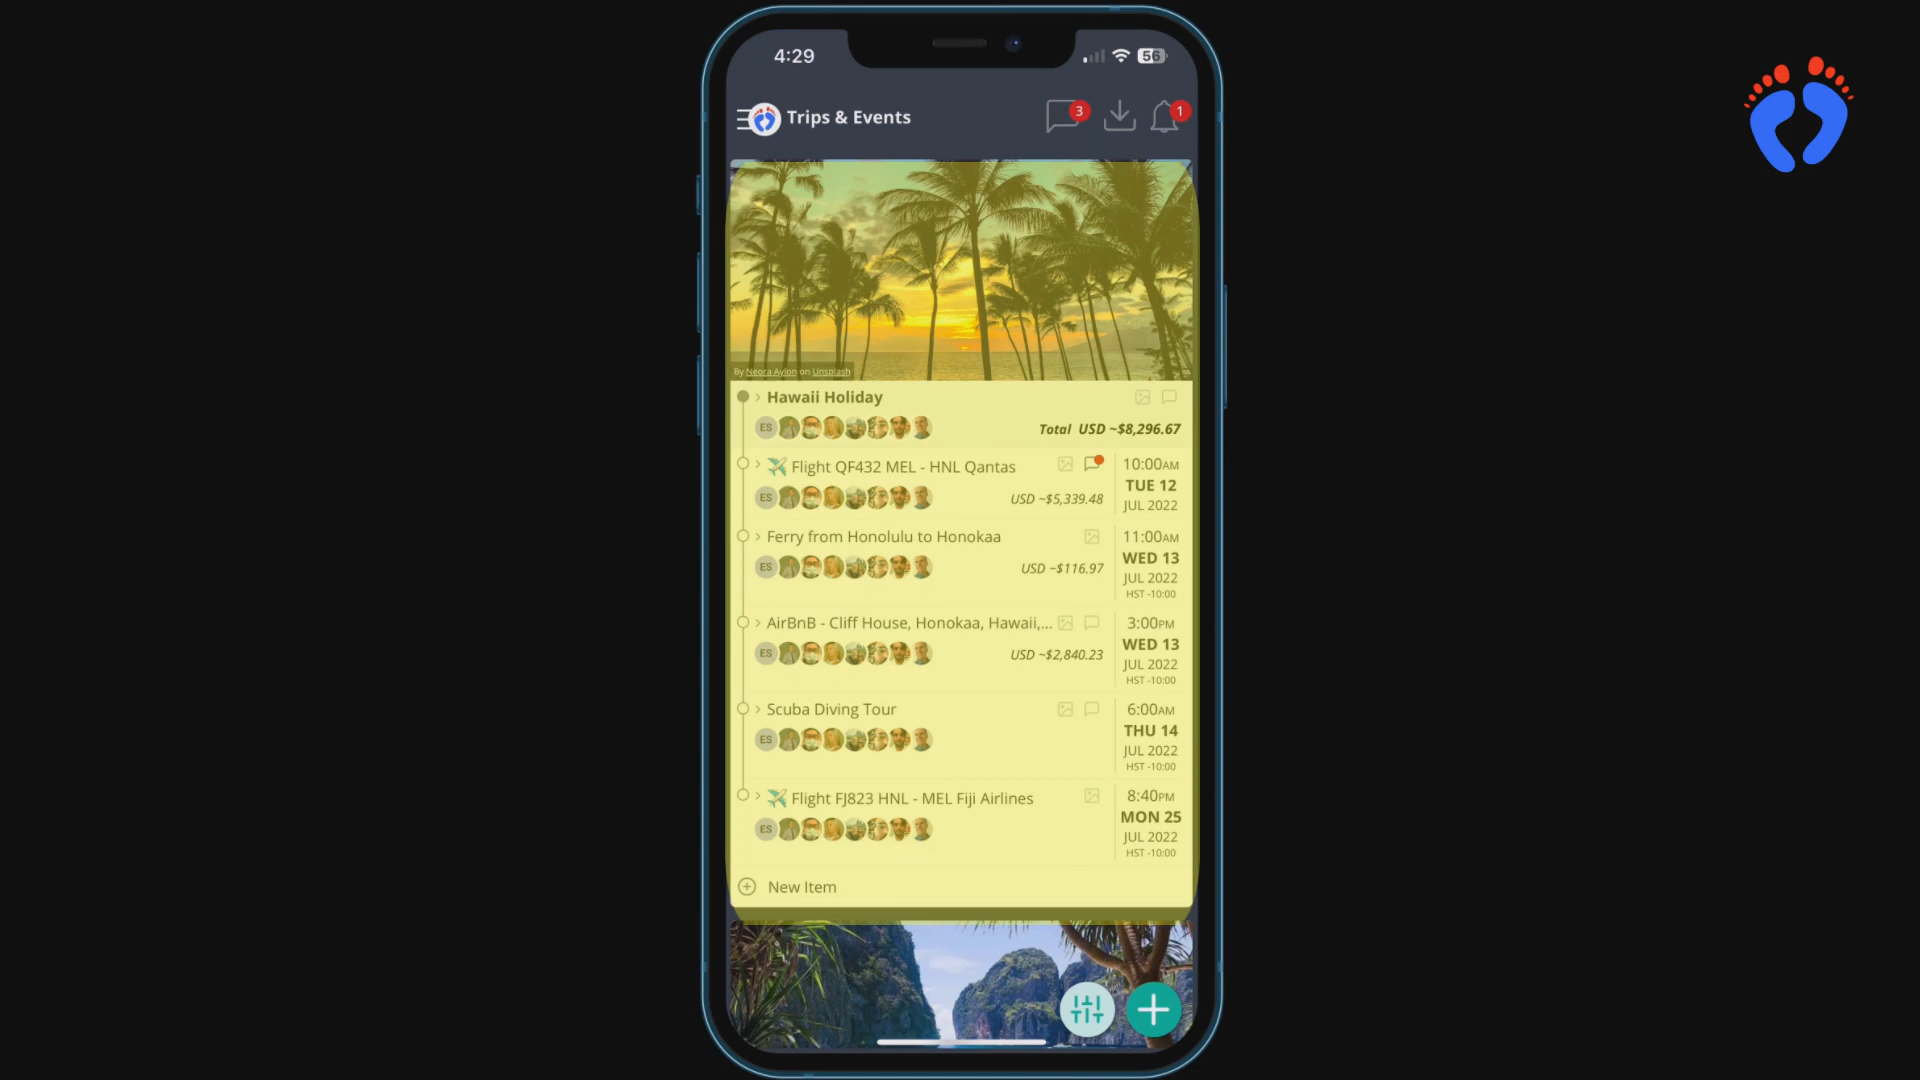 4:29
56
Trips & Events
3
1
By Neora Aylon on Unsplash
Hawaii Holiday
ES
Total USD ~$8,296.67
Flight QF432 MEL - HNL Qantas
10:00AM
TUE 12
JUL 2022
ES
USD ~$5,339.48
Ferry from Honolulu to Honokaa
11:00AM
WED 13
JUL 2022
HST -10:00
ES
USD ~$116.97
AirBnB - Cliff House, Honokaa, Hawaii,...
3:00PM
WED 13
JUL 2022
HST -10:00
ES
USD ~$2,840.23
Scuba Diving Tour
6:00AM
THU 14
JUL 2022
HST -10:00
ES
Flight FJ823 HNL - MEL Fiji Airlines
8:40PM
MON 25
JUL 2022
HST -10:00
ES
New Item